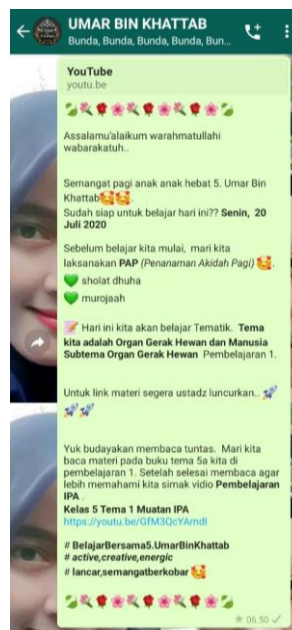 UMAR BIN KHATTAB
Bunda, Bunda, Bunda, Bunda, Bun...
YouTube
youtu.be
Assalamu'alaikum warahmatullahi
wabarakatuh..
Semangat pagi anak anak hebat 5. Umar Bin
Khattab🥰🥰.
Sudah siap untuk belajar hari ini?? Senin, 20
Juli 2020
Sebelum belajar kita mulai, mari kita
laksanakan PAP (Penanaman Akidah Pagi) 🥰.
💚 sholat dhuha
💚 murojaah
📝 Hari ini kita akan belajar Tematik. Tema
kita adalah Organ Gerak Hewan dan Manusia
Subtema Organ Gerak Hewan Pembelajaran 1.
Untuk link materi segera ustadz luncurkan.. 🚀
🚀🚀
Yuk budayakan membaca tuntas. Mari kita
baca materi pada buku tema 5a kita di
pembelajaran 1. Setelah selesai membaca agar
lebih memahami kita simak vidio Pembelajaran
IPA .
Kelas 5 Tema 1 Muatan IPA
https://youtu.be/GfM3QcYAmdI
# BelajarBersama5.UmarBinKhattab
# active,creative,energic
# lancar,semangatberkobar 🥰
06.50